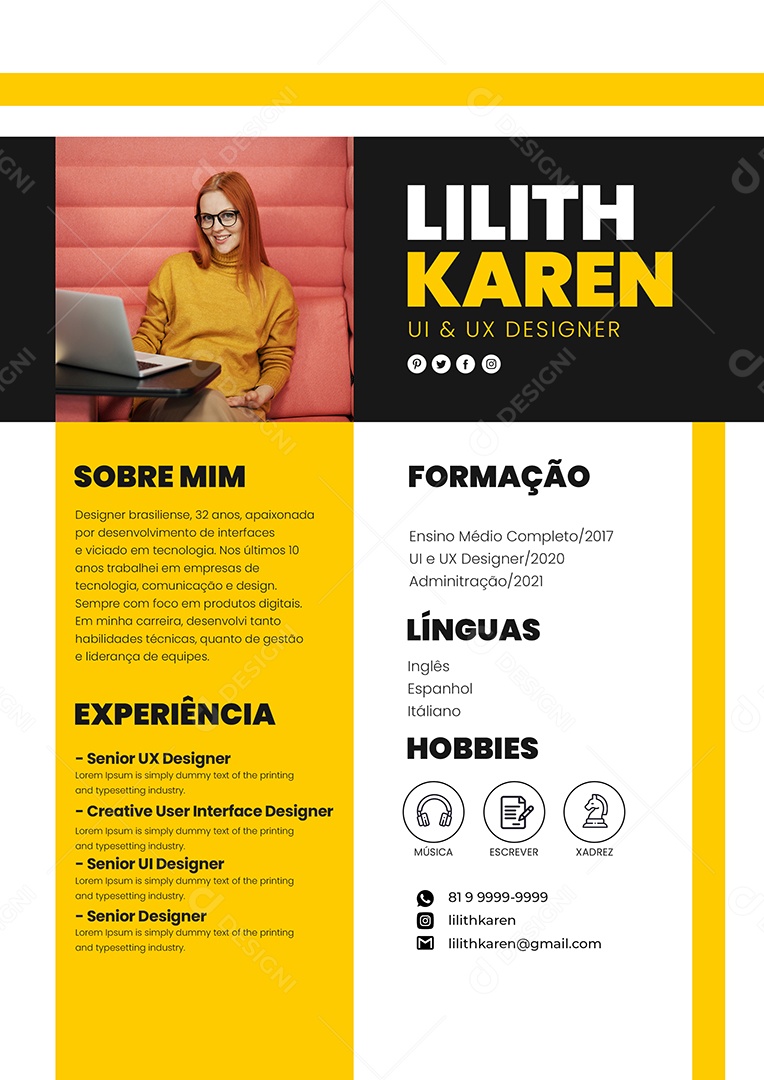 LILITH
KAREN
UI & UX DESIGNER
SOBRE MIM
Designer brasiliense, 32 anos, apaixonada
por desenvolvimento de interfaces
e viciado em tecnologia. Nos últimos 10
anos trabalhei em empresas de
tecnologia, comunicação e design.
Sempre com foco em produtos digitais.
Em minha carreira, desenvolvi tanto
habilidades técnicas, quanto de gestão
e liderança de equipes.
EXPERIÊNCIA
- Senior UX Designer
Lorem Ipsum is simply dummy text of the printing
and typesetting industry.
- Creative User Interface Designer
Lorem Ipsum is simply dummy text of the printing
and typesetting industry.
- Senior UI Designer
Lorem Ipsum is simply dummy text of the printing
and typesetting industry.
- Senior Designer
Lorem Ipsum is simply dummy text of the printing
and typesetting industry.
FORMAÇÃO
Ensino Médio Completo/2017
UI e UX Designer/2020
Adminitração/2021
LÍNGUAS
Inglês
Espanhol
Itáliano
HOBBIES
MÚSICA ESCREVER XADREZ
81 9 9999-9999
lilithkaren
lilithkaren@gmail.com
DESIGNI